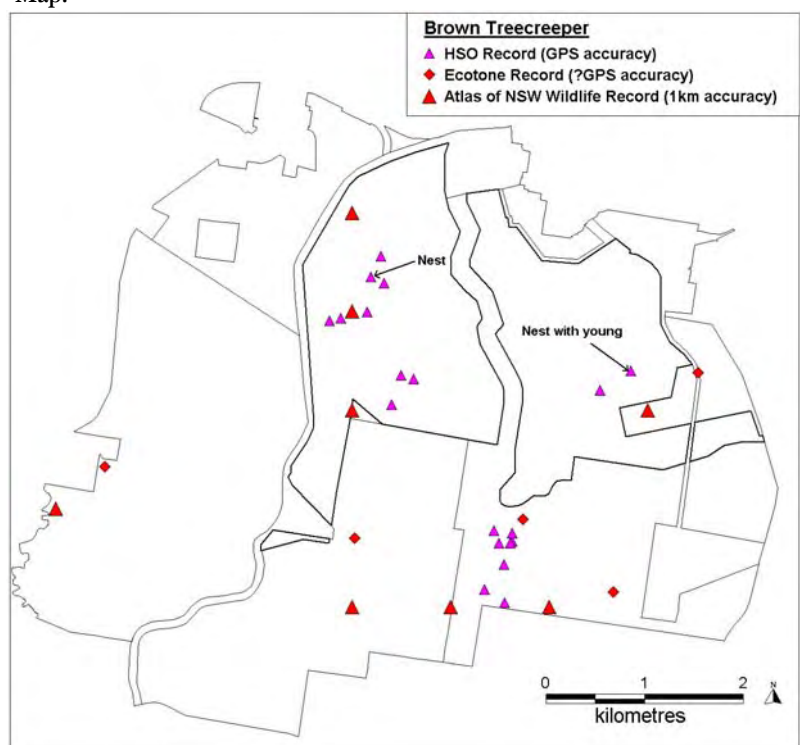 Map.
Brown Treecreeper
HSO Record (GPS accuracy)
Ecotone Record (?GPS accuracy)
Atlas of NSW Wildlife Record (1km accuracy)
Nest
Nest with young
0 1 2
kilometres
N